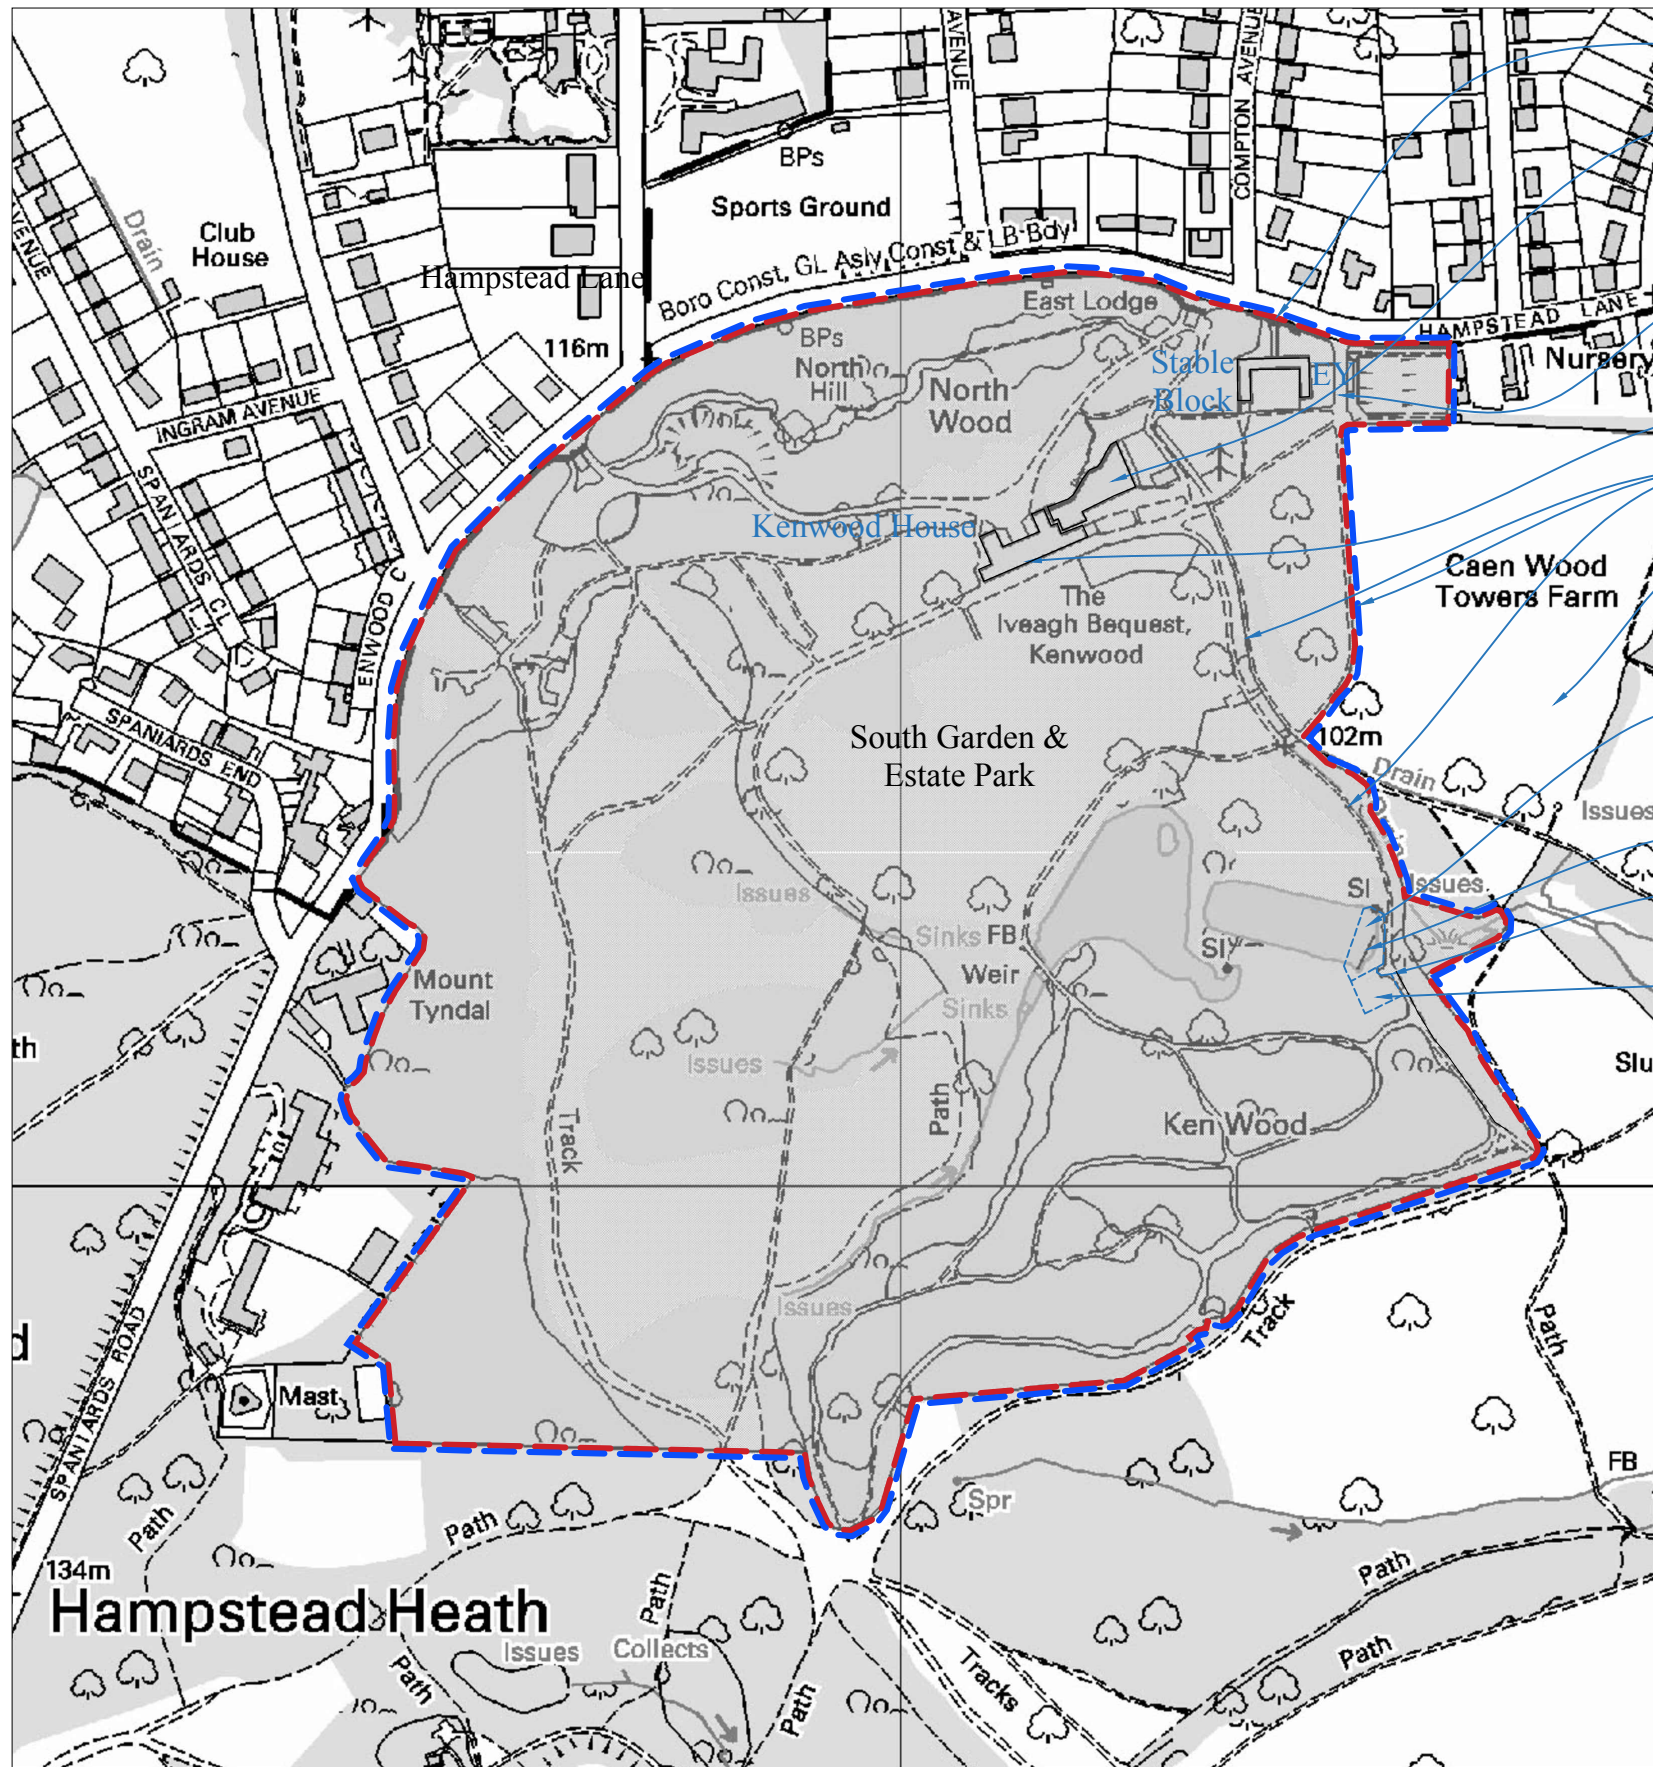 AVENUE
COMPTON AVENUE
BPs
Drain
Club
House
AVENUE
Sports Ground
Boro Const, GL Asly Const & LB Bdy
Hampstead Lane
East Lodge
HAMPSTEAD LANE
116m
BPs
North
Hill
North
Wood
Stable
Block
EY
Nursery
INGRAM AVENUE
SPANIARDS CL
Kenwood House
Caen Wood
Towers Farm
The
Iveagh Bequest,
Kenwood
ENWOOD C
SPANIARDS END
South Garden &
Estate Park
102m
Drain
Issues
Issues
SI
Issues
Sinks
FB
Weir
SI
Mount
Tyndal
Sinks
th
Issues
Slu
Path
Track
Ken Wood
Issues
Track
Path
d
SPANIARDS ROAD
Mast
FB
Spr
Path
Path
Path
134m
Hampstead Heath
Path
Path
Issues
Collects
Path
Path
Tracks
Path